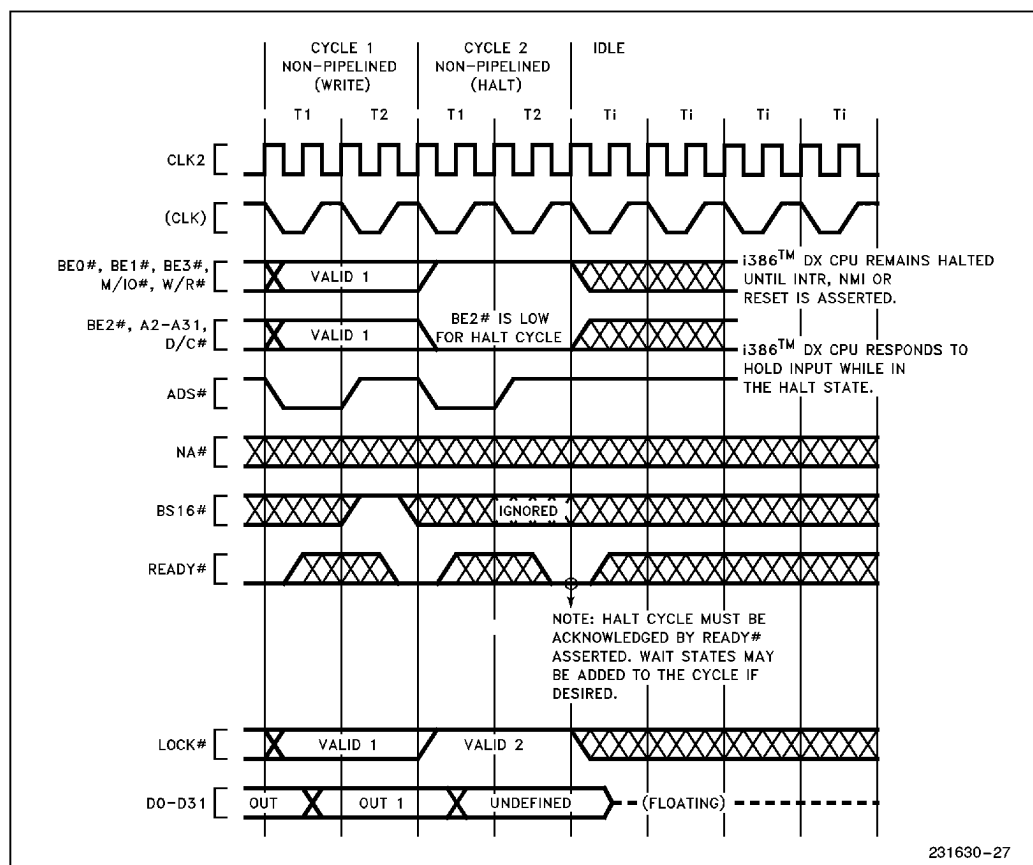 CYCLE 1
NON-PIPELINED
(WRITE)
CYCLE 2
NON-PIPELINED
(HALT)
IDLE
T1 T2 T1 T2 Ti Ti Ti Ti
CLK2
(CLK)
BE0#, BE1#, BE3#,
M/IO#, W/R#
VALID 1
i386™ DX CPU REMAINS HALTED
UNTIL INTR, NMI OR
RESET IS ASSERTED.
BE2#, A2-A31,
D/C#
VALID 1
BE2# IS LOW
FOR HALT CYCLE
i386™ DX CPU RESPONDS TO
HOLD INPUT WHILE IN
THE HALT STATE.
ADS#
NA#
BS16#
IGNORED
READY#
NOTE: HALT CYCLE MUST BE
ACKNOWLEDGED BY READY#
ASSERTED. WAIT STATES MAY
BE ADDED TO THE CYCLE IF
DESIRED.
LOCK#
VALID 1
VALID 2
D0-D31
OUT
OUT 1
UNDEFINED
(FLOATING)
231630-27